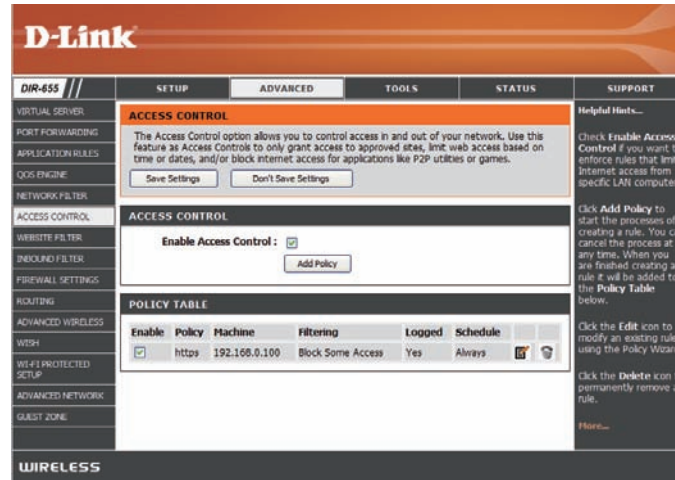 D-Link
DIR-655
SETUP
ADVANCED
TOOLS
STATUS
SUPPORT
VIRTUAL SERVER
PORT FORWARDING
APPLICATION RULES
QOS ENGINE
NETWORK FILTER
ACCESS CONTROL
WEBSITE FILTER
INBOUND FILTER
FIREWALL SETTINGS
ROUTING
ADVANCED WIRELESS
WISH
WI-FI PROTECTED
SETUP
ADVANCED NETWORK
GUEST ZONE
ACCESS CONTROL
The Access Control option allows you to control access in and out of your network. Use this
feature as Access Controls to only grant access to approved sites, limit web access based on
time or dates, and/or block internet access for applications like P2P utilities or games.
Save Settings
Don't Save Settings
ACCESS CONTROL
Enable Access Control :
Add Policy
POLICY TABLE
Enable Policy Machine Filtering Logged Schedule
https 192.168.0.100 Block Some Access Yes Always
Helpful Hints...
Check Enable Access
Control if you want t
enforce rules that limi
Internet access from
specific LAN compute
Click Add Policy to
start the processes of
creating a rule. You c
cancel the process at
any time. When you
are finished creating a
rule it will be added t
the Policy Table
below.
Click the Edit icon to
modify an existing rule
using the Policy Wizar
Click the Delete icon
permanently remove a
rule.
More...
WIRELESS